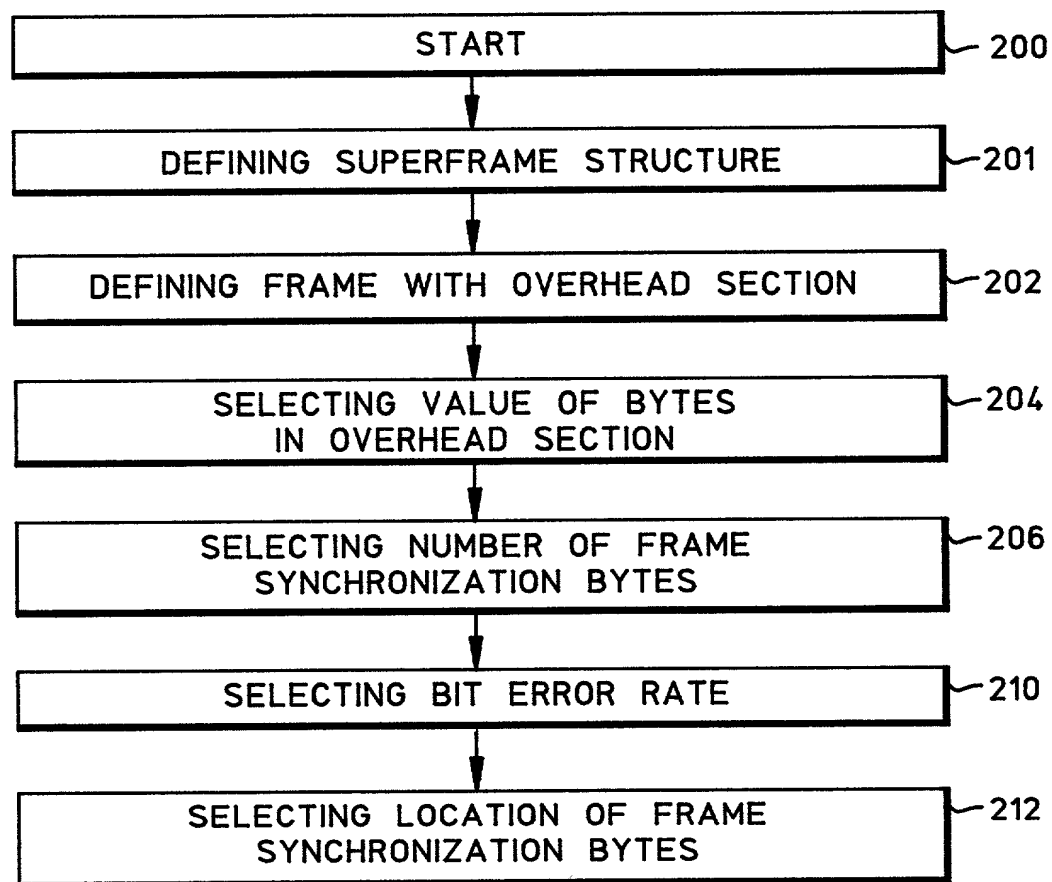 START
200
DEFINING SUPERFRAME STRUCTURE
201
DEFINING FRAME WITH OVERHEAD SECTION
202
SELECTING VALUE OF BYTES
IN OVERHEAD SECTION
204
SELECTING NUMBER OF FRAME
SYNCHRONIZATION BYTES
206
SELECTING BIT ERROR RATE
210
SELECTING LOCATION OF FRAME
SYNCHRONIZATION BYTES
212